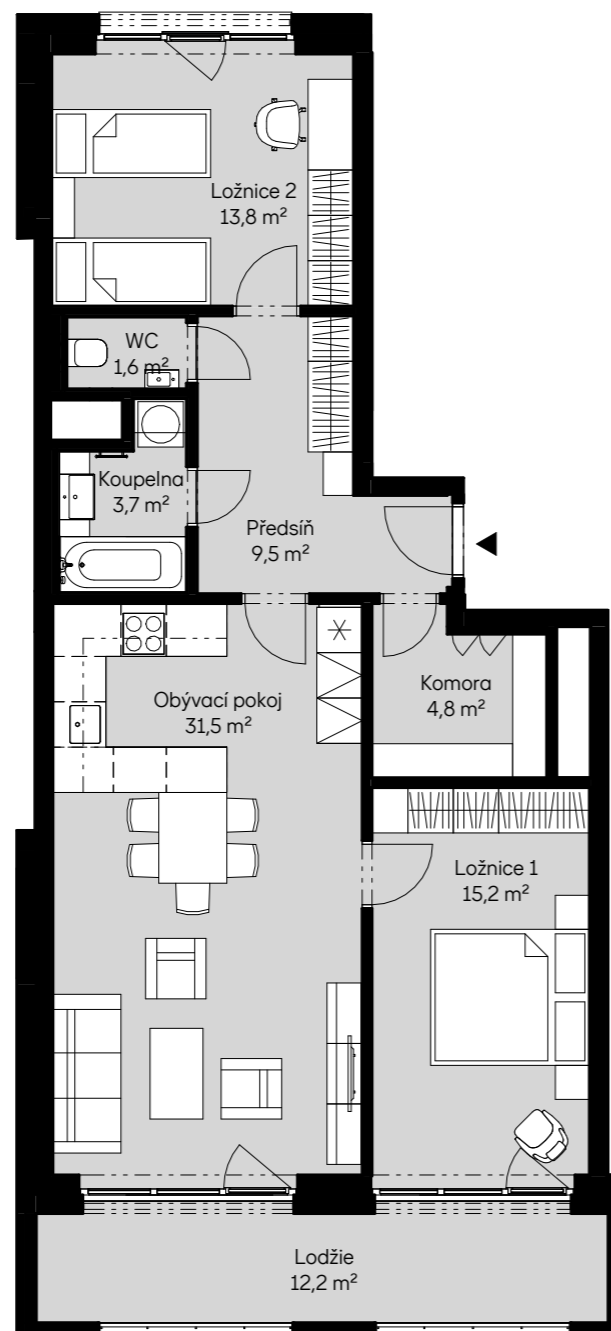 Ložnice 2
13,8 m²
WC
1,6 m²
Koupelna
3,7 m²
Předsíň
9,5 m²
Obývací pokoj
31,5 m²
Komora
4,8 m²
Ložnice 1
15,2 m²
Lodžie
12,2 m²